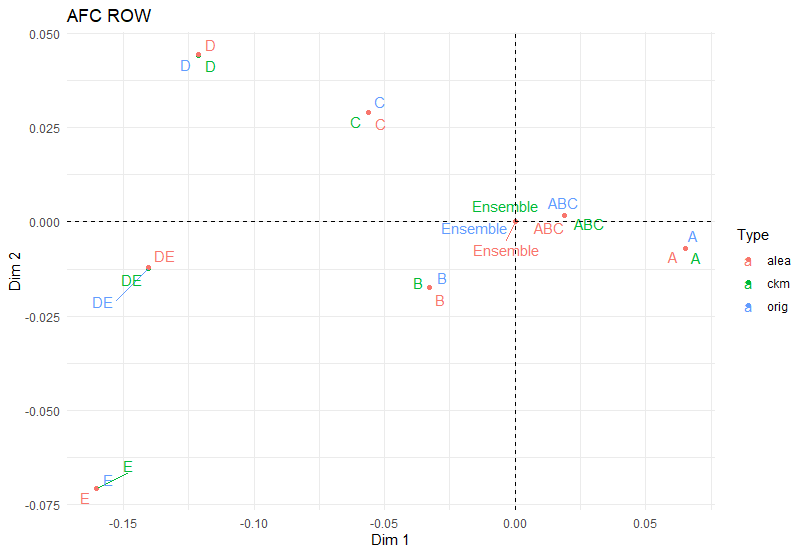 AFC ROW
0.050
D
D
D
C
C
C
0.025
Ensemble
ABC
0.000
Ensemble
ABC
ABC
A
Ensemble
A
A
DE
DE
B
B
B
DE
-0.025
-0.050
E
E
E
-0.075
-0.15
-0.10
-0.05
0.00
0.05
Dim 1
Dim 2
Type
a alea
a ckm
a orig